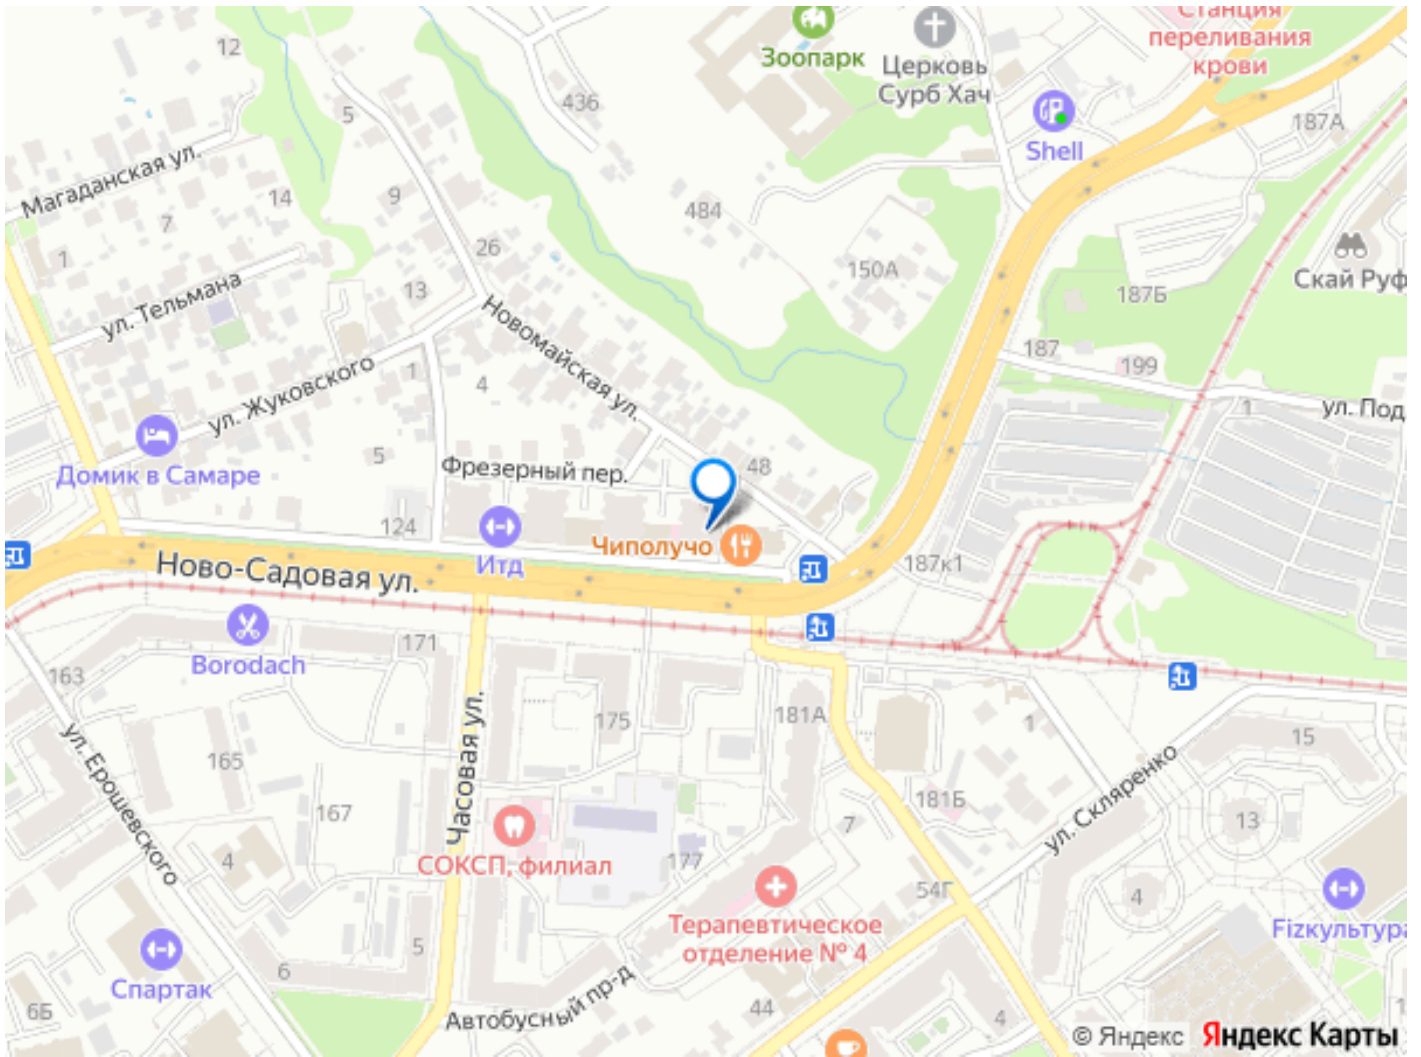 Станция
переливания
крови
12
Зоопарк
Церковь
Сурб Хач
436
5
Shell
187А
Магаданская ул.
14
9
7
484
26
1
150А
Скай Руф
ул. Тельмана
13
187Б
Новомайская ул.
187
199
1
4
ул. Жуковского
1
ул. Под
Домик в Самаре
5
Фрезерный пер.
48
124
Итд
Чиполучо
187к1
Ново-Садовая ул.
Borodach
171
163
175
181А
1
15
165
Часовая ул.
ул. Ерошевского
167
181Б
ул. Скляренко
7
13
4
СОКСП, филиал
177
54Г
4
Терапевтическое
отделение № 4
Fizкультура
5
6
Спартак
6Б
Автобусный пр-д
44
4
© Яндекс Яндекс Карты